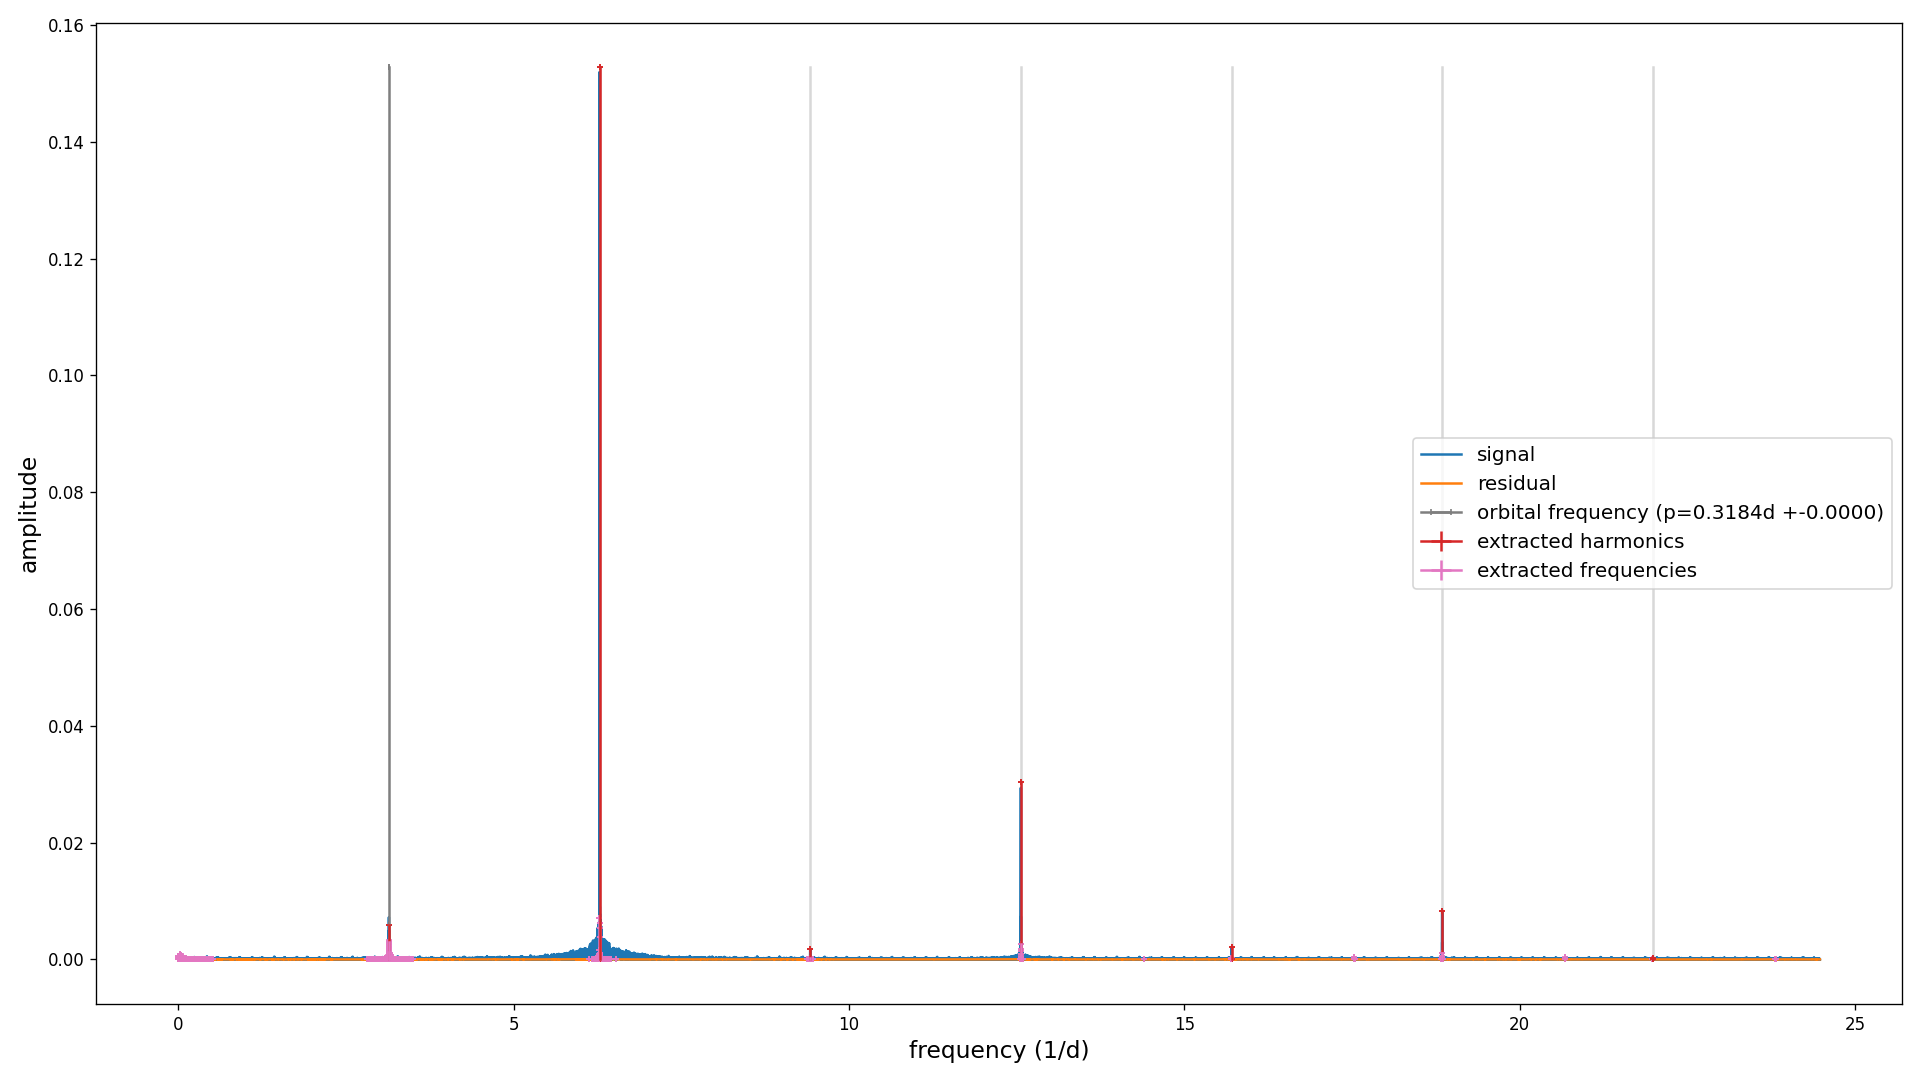 0.16
0.14
0.12
0.10
0.08
0.06
0.04
0.02
0.00
amplitude
signal
residual
orbital frequency (p=0.3184d +-0.0000)
extracted harmonics
extracted frequencies
0 5 10 15 20 25
frequency (1/d)